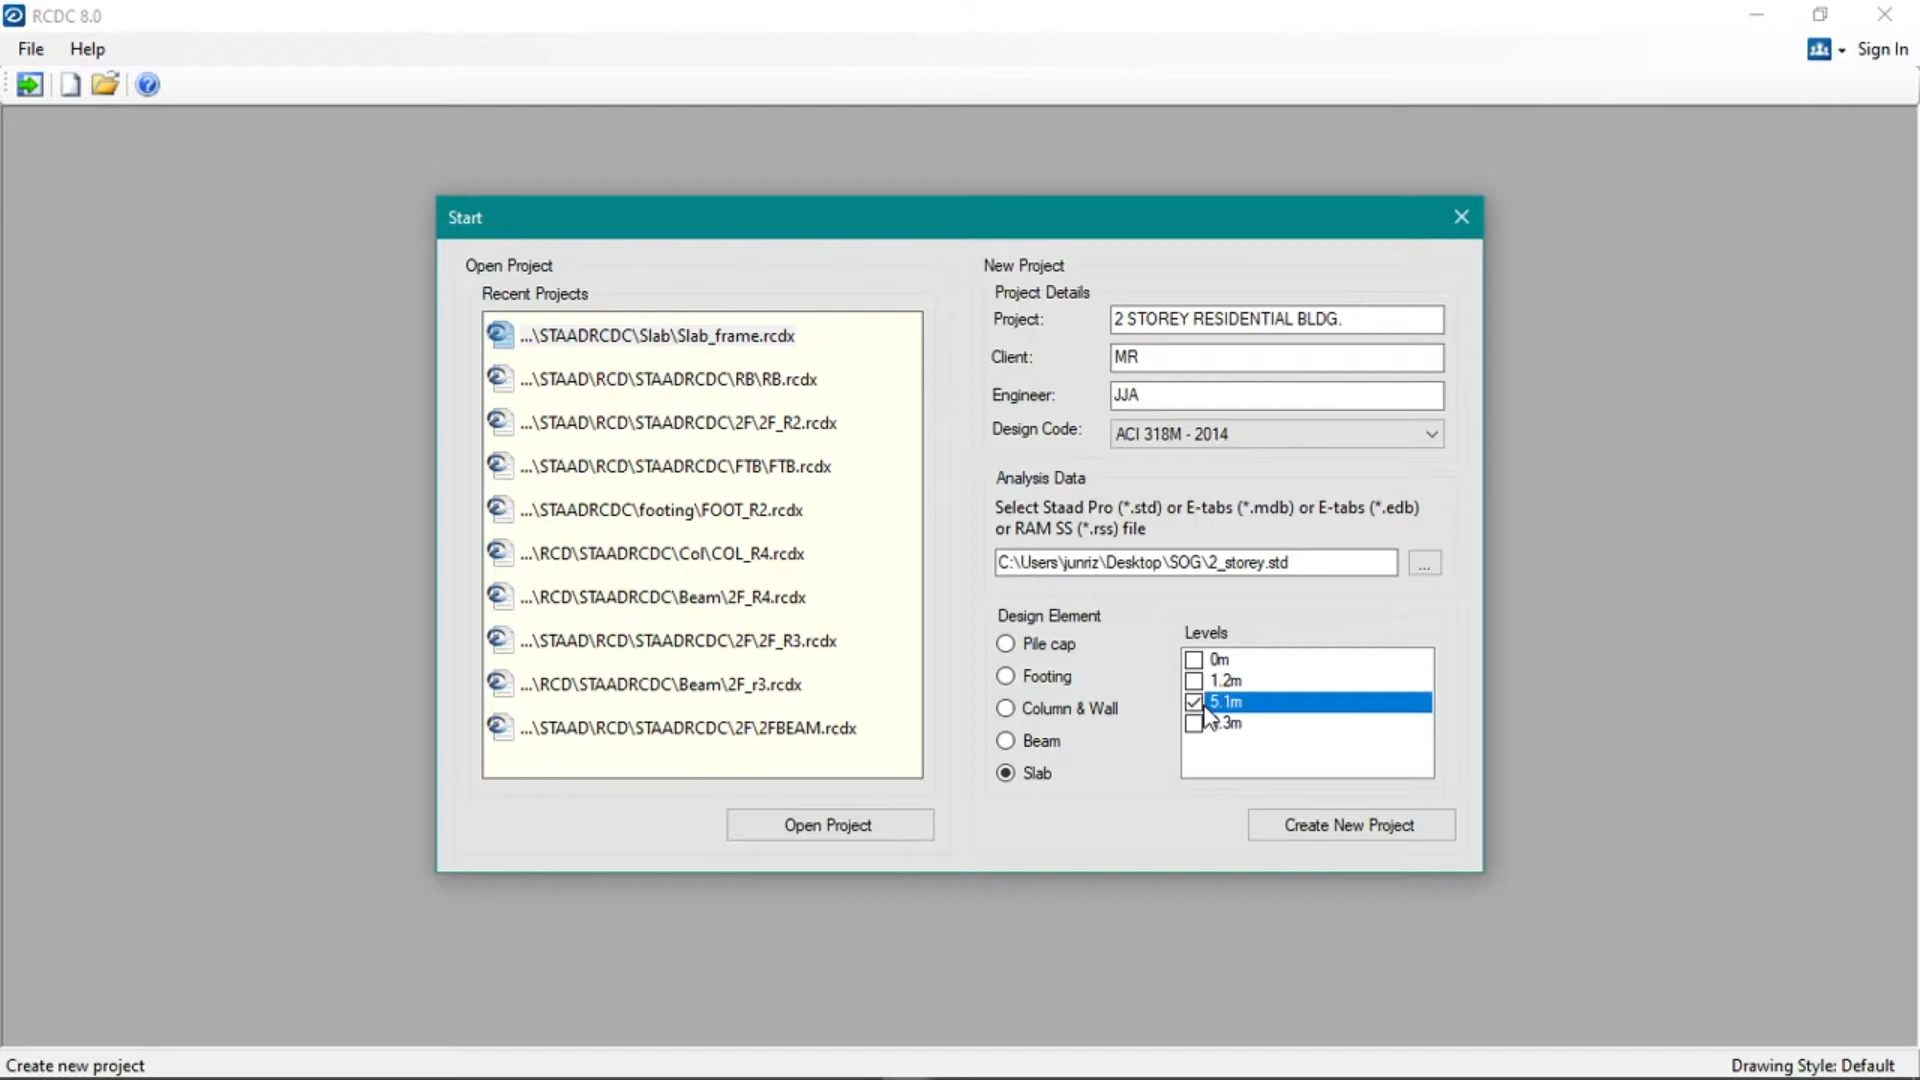 RCDC 8.0
File Help
Sign In
Start
Open Project
Recent Projects
...\STAADRCDC\Slab\Slab_frame.rcdx
...\STAAD\RCD\STAADRCDC\RB\RB.rcdx
...\STAAD\RCD\STAADRCDC\2F\2F_R2.rcdx
...\STAAD\RCD\STAADRCDC\FTB\FTB.rcdx
...\STAADRCDC\footing\FOOT_R2.rcdx
...\RCD\STAADRCDC\Col\COL_R4.rcdx
...\RCD\STAADRCDC\Beam\2F_R4.rcdx
...\STAAD\RCD\STAADRCDC\2F\2F_R3.rcdx
...\RCD\STAADRCDC\Beam\2F_r3.rcdx
...\STAAD\RCD\STAADRCDC\2F\2FBEAM.rcdx
Open Project
New Project
Project Details
Project: 2 STOREY RESIDENTIAL BLDG.
Client: MR
Engineer: JJA
Design Code: ACI 318M - 2014
Analysis Data
Select Staad Pro (*.std) or E-tabs (*.mdb) or E-tabs (*.edb)
or RAM SS (*.rss) file
C:\Users\junriz\Desktop\SOG\2_storey.std ...
Design Element
Pile cap
Footing
Column & Wall
Beam
Slab
Levels
0m
1.2m
5.1m
Create New Project
Create new project
Drawing Style: Default